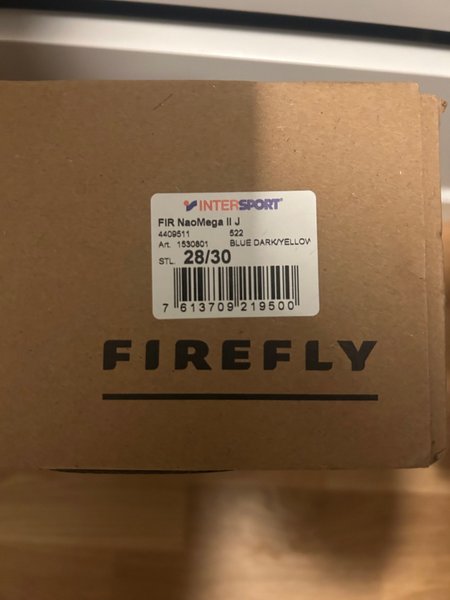 INTERSPORT
FIR NaoMega II J
4409511 522
Art. 1530801 BLUE DARK/YELLOW
STL. 28/30
7 613709 219500
FIREFLY